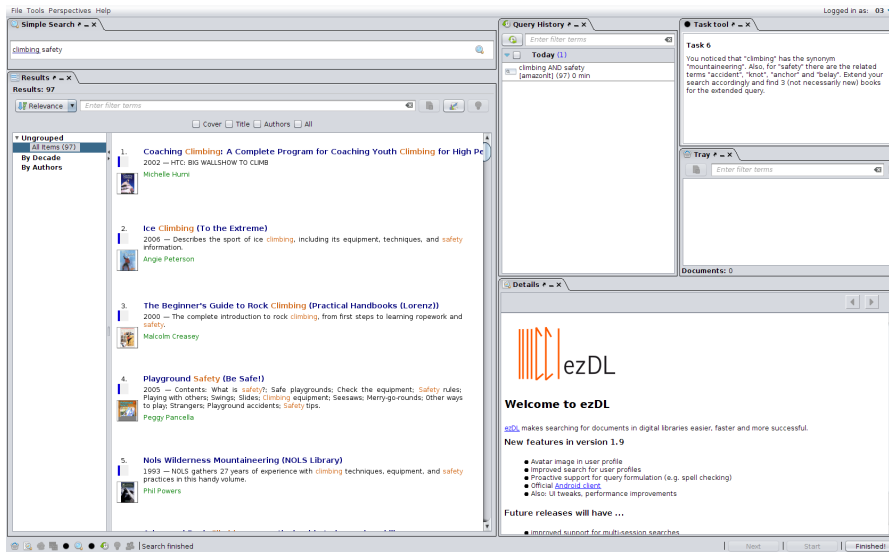 File Tools Perspectives Help
Logged in as: 03
Simple Search
climbing safety
Results
Results: 97
Relevance
Enter filter terms
Cover Title Authors All
Ungrouped
All Items (97)
By Decade
By Authors
1. Coaching Climbing: A Complete Program for Coaching Youth Climbing for High Pe
2002 — HTC: BIG WALLSHOW TO CLIMB
Michelle Hurni
2. Ice Climbing (To the Extreme)
2006 — Describes the sport of ice climbing, including its equipment, techniques, and safety
information.
Angie Peterson
3. The Beginner's Guide to Rock Climbing (Practical Handbooks (Lorenz))
2000 — The complete introduction to rock climbing, from first steps to learning ropework and
safety.
Malcolm Creasey
4. Playground Safety (Be Safe!)
2005 — Contents: What is safety?; Safe playgrounds; Check the equipment; Safety rules;
Playing with others; Swings; Slides; Climbing equipment; Seesaws; Merry-go-rounds; Other ways
to play; Strangers; Playground accidents; Safety tips.
Peggy Pancella
5. Nols Wilderness Mountaineering (NOLS Library)
1993 — NOLS gathers 27 years of experience with climbing techniques, equipment, and safety
practices in this handy volume.
Phil Powers
Query History
Enter filter terms
Today (1)
climbing AND safety
[amazonlt] (97) 0 min
Task tool
Task 6
You noticed that "climbing" has the synonym
"mountaineering". Also, for "safety" there are the related
terms "accident", "knot", "anchor" and "belay". Extend your
search accordingly and find 3 (not necessarily new) books
for the extended query.
Tray
Enter filter terms
Documents: 0
Details
ezDL
Welcome to ezDL
ezDL makes searching for documents in digital libraries easier, faster and more successful.
New features in version 1.9
● Avatar image in user profile
● Improved search for user profiles
● Proactive support for query formulation (e.g. spell checking)
● Official Android client
● Also: UI tweaks, performance improvements
Future releases will have ...
● improved support for multi-session searches
Search finished
Next
Start
Finished!